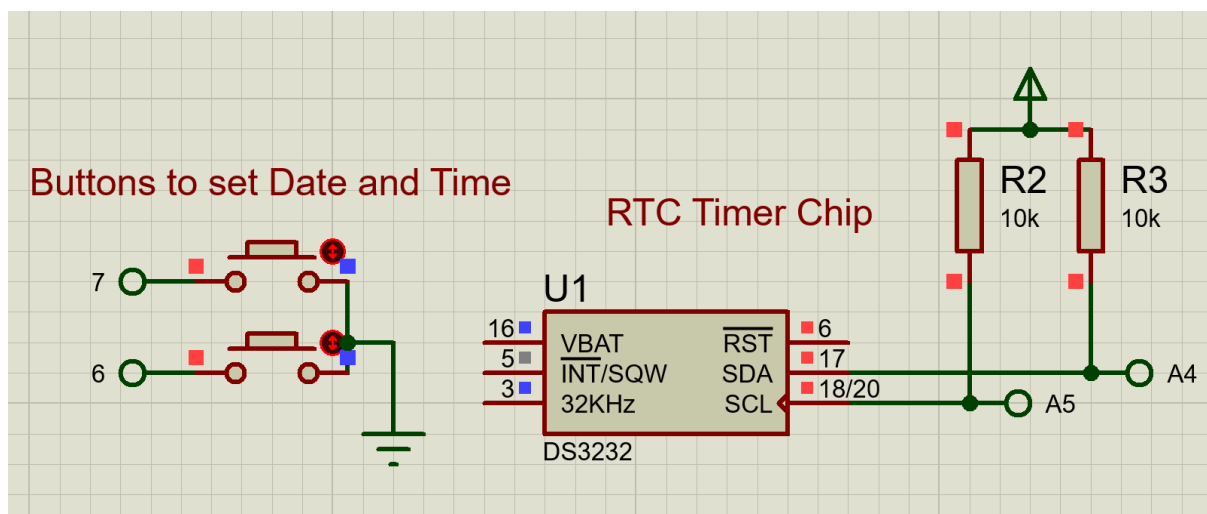 Buttons to set Date and Time
7
6
RTC Timer Chip
U1
16
VBAT
5
INT/SQW
3
32KHz
RST
6
SDA
17
SCL
18/20
DS3232
R2
10k
R3
10k
A4
A5